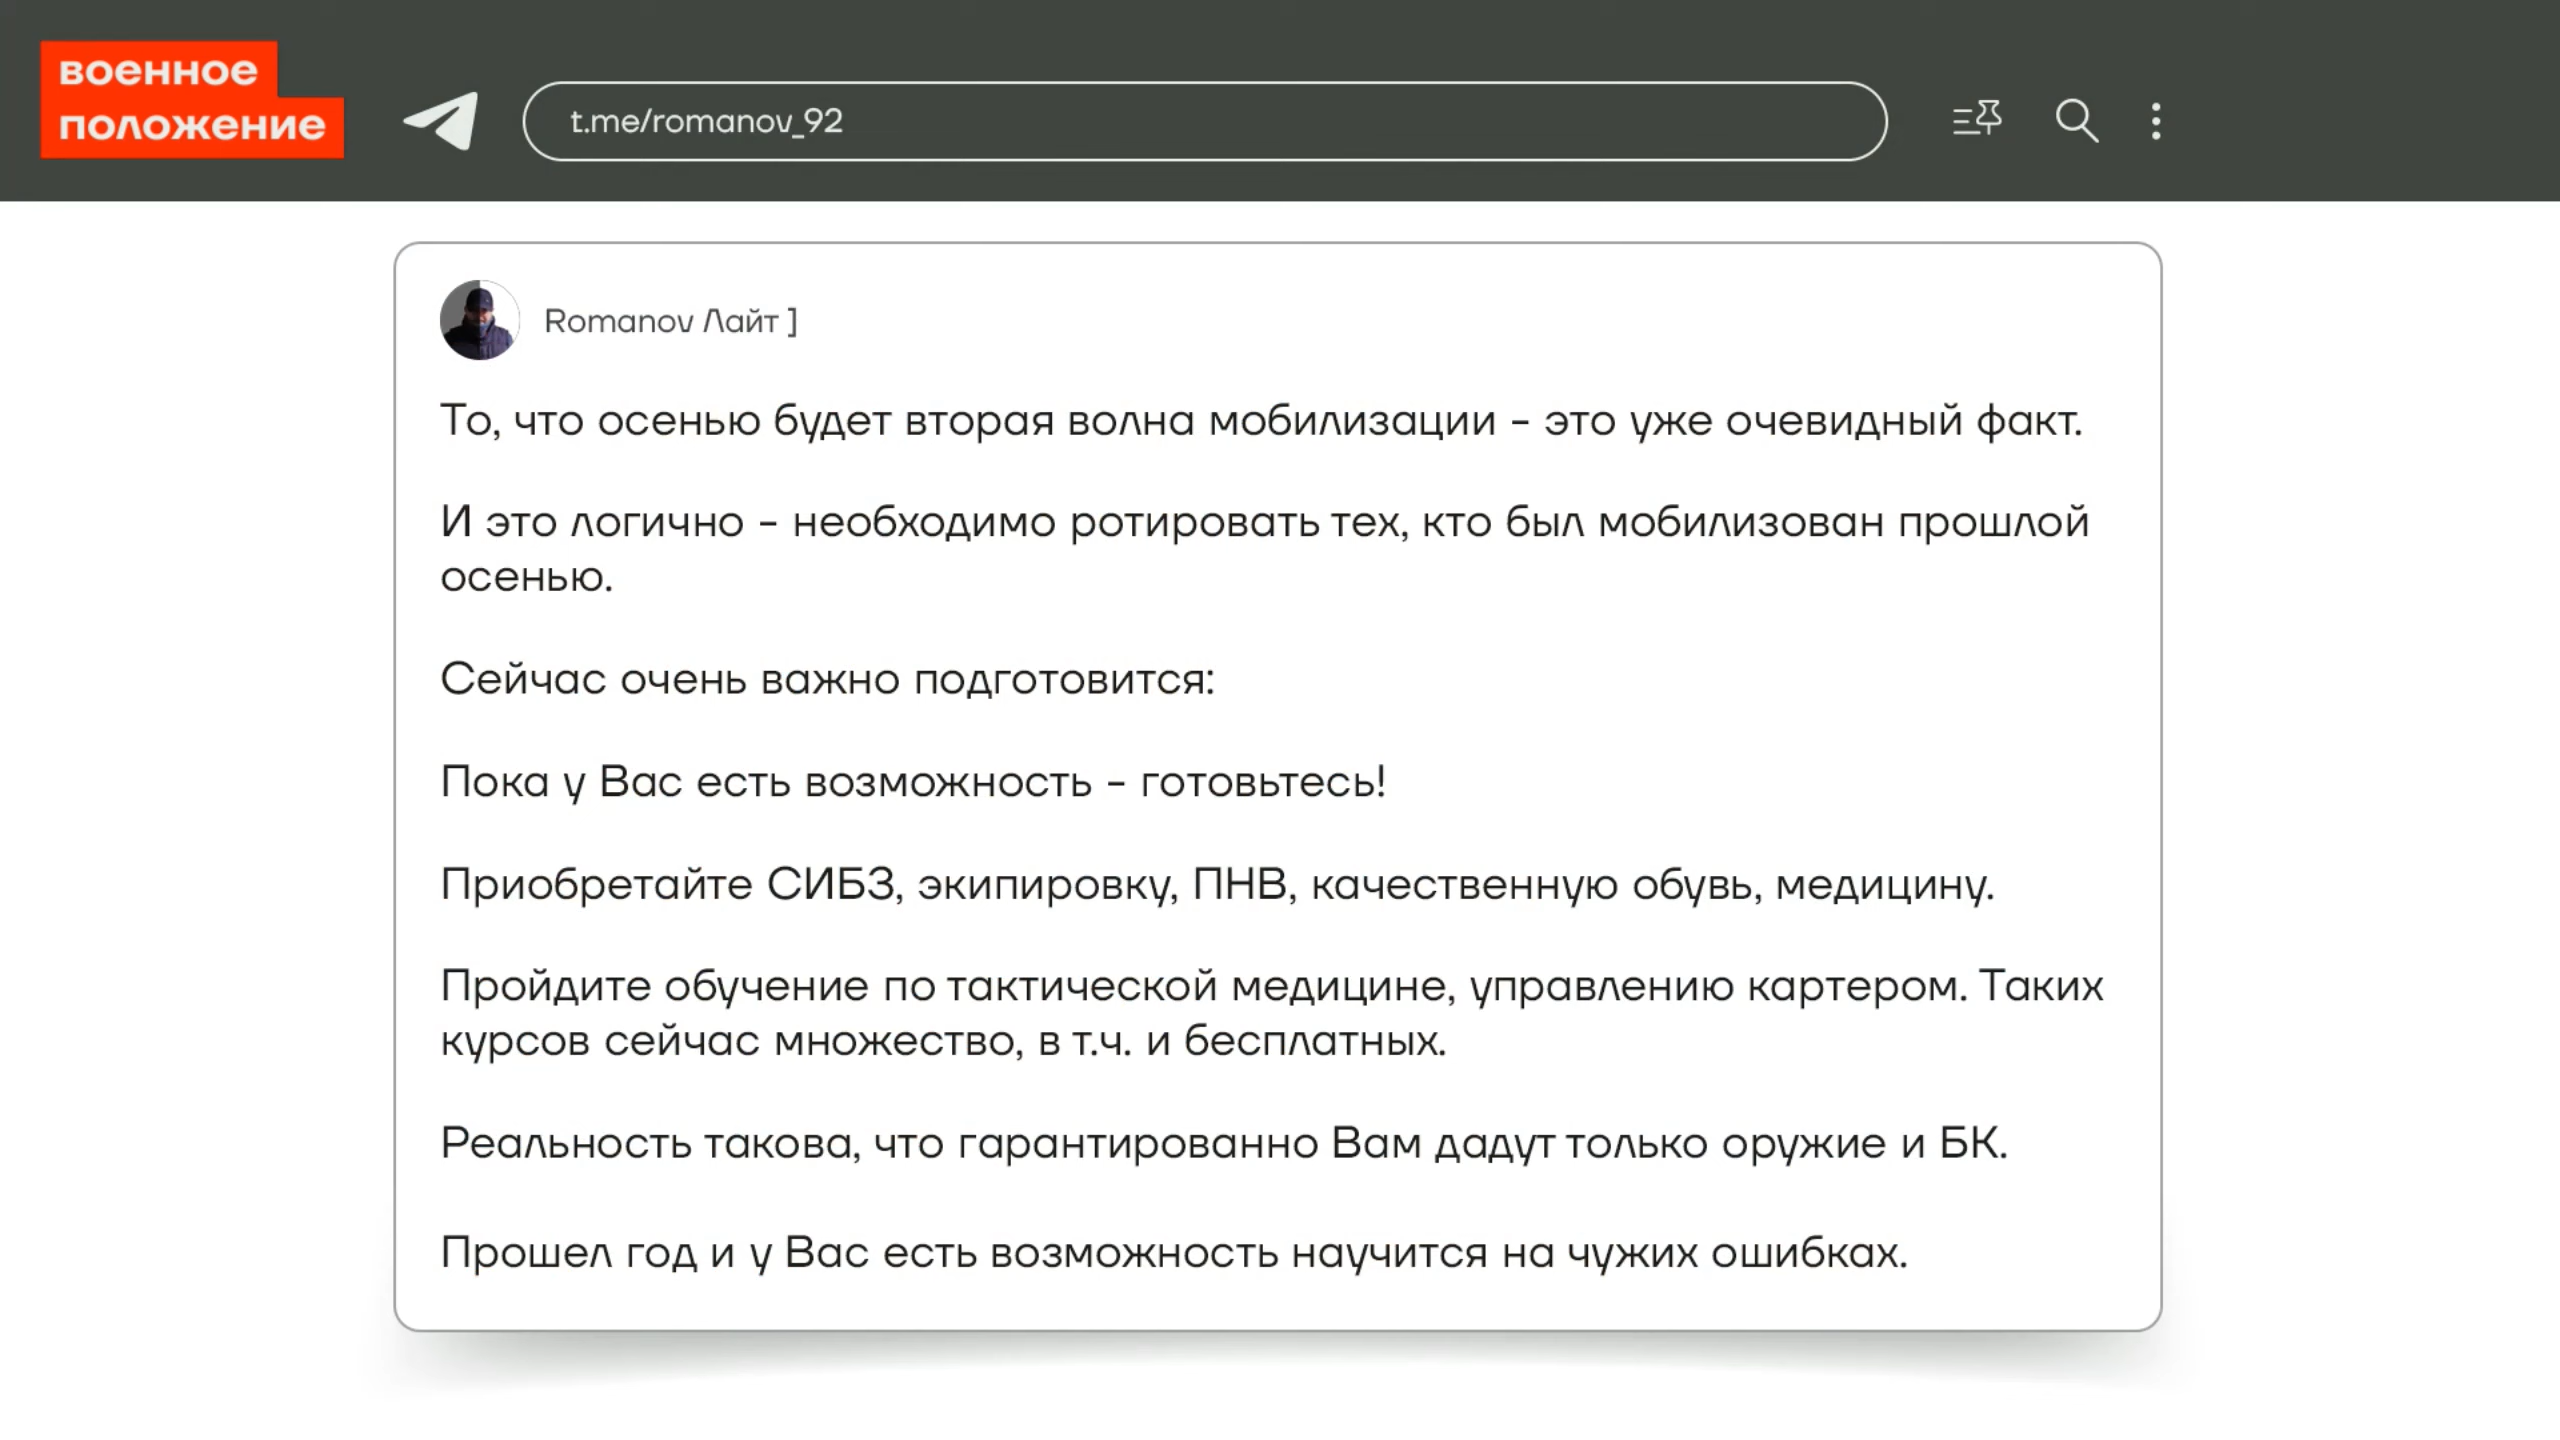 военное
положение
t.me/romanov_92
Romanov Лайт ]
То, что осенью будет вторая волна мобилизации - это уже очевидный факт.
И это логично - необходимо ротировать тех, кто был мобилизован прошлой
осенью.
Сейчас очень важно подготовится:
Пока у Вас есть возможность - готовьтесь!
Приобретайте СИБЗ, экипировку, ПНВ, качественную обувь, медицину.
Пройдите обучение по тактической медицине, управлению картером. Таких
курсов сейчас множество, в т.ч. и бесплатных.
Реальность такова, что гарантированно Вам дадут только оружие и БК.
Прошел год и у Вас есть возможность научится на чужих ошибках.